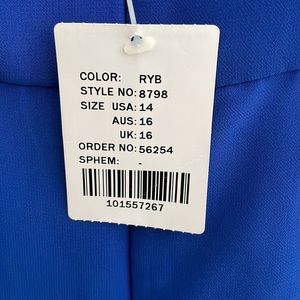 COLOR: RYB
STYLE NO: 8798
SIZE USA: 14
AUS: 16
UK: 16
ORDER NO: 56254
SPHEM: -
101557267